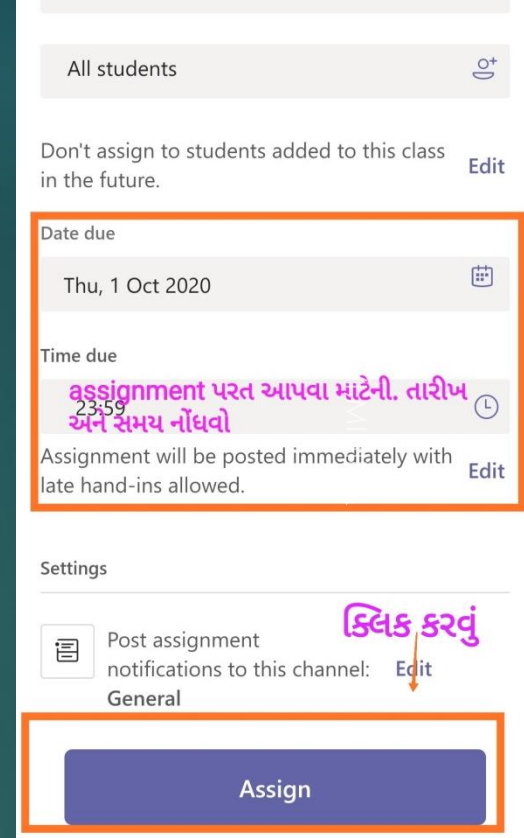 All students
Don't assign to students added to this class
in the future.
Edit
Date due
Thu, 1 Oct 2020
Time due
assignment પરત આપવા માટેની. તારીખ
23:59
અને સમય નોંધવો
Assignment will be posted immediately with
late hand-ins allowed.
Edit
Settings
ક્લિક કરવું
Post assignment
notifications to this channel: Edit
General
Assign